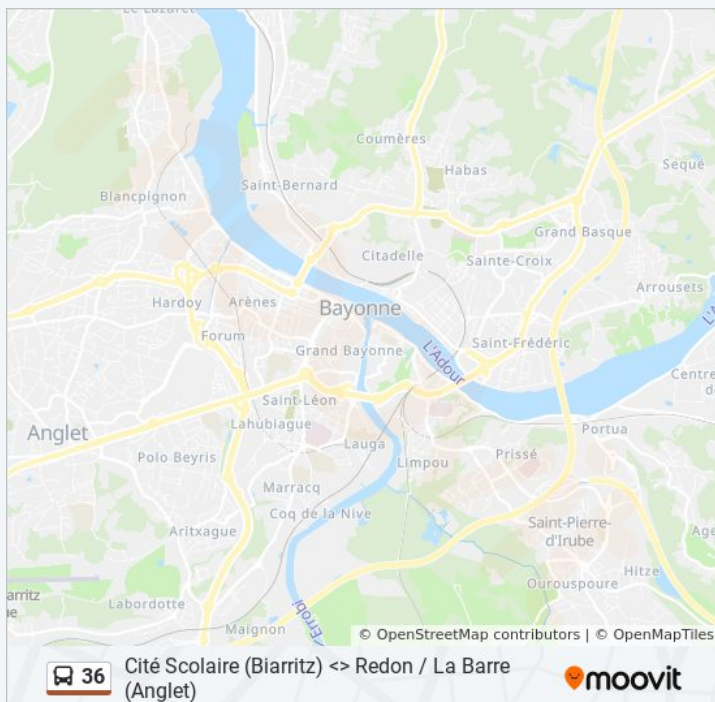 Le Lazaret
Coumères
Habas
Sequé
Saint-Bernard
Blancpignon
Grand Basque
Citadelle
Sainte-Croix
Arrousets
Hardoy
Arènes
Bayonne
Forum
Grand Bayonne
L'Adour
Saint-Frédéric
Saint-Léon
Anglet
Lahubiague
Portua
Lauga
Polo Beyris
Limpou
Prissé
Marracq
Coq de la Nive
Saint-Pierre-
d'Irube
Aritxague
Hitze
Ourouspoure
Labordotte
Maignon
© OpenStreetMap contributors | © OpenMapTiles
36
Cité Scolaire (Biarritz) <> Redon / La Barre
(Anglet)
moovit